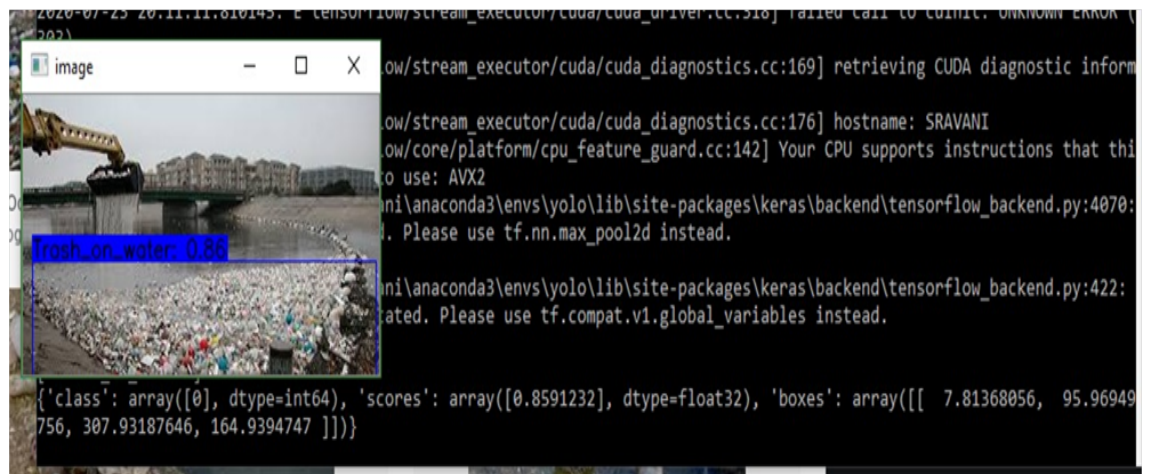 2020-07-25 20:11:11.810145: E tensorflow/stream_executor/cuda/cuda_driver.cc:318] failed call to cuInit: UNKNOWN ERROR (
303)
image
low/stream_executor/cuda/cuda_diagnostics.cc:169] retrieving CUDA diagnostic inform
ow/stream_executor/cuda/cuda_diagnostics.cc:176] hostname: SRAVANI
low/core/platform/cpu_feature_guard.cc:142] Your CPU supports instructions that thi
o use: AVX2
ani\anaconda3\envs\yolo\lib\site-packages\keras\backend\tensorflow_backend.py:4070:
. Please use tf.nn.max_pool2d instead.
Trash_on_water: 0.86
ani\anaconda3\envs\yolo\lib\site-packages\keras\backend\tensorflow_backend.py:422:
cated. Please use tf.compat.v1.global_variables instead.
{'class': array([0], dtype=int64), 'scores': array([0.8591232], dtype=float32), 'boxes': array([[  7.81368056,  95.96949
756, 307.93187646, 164.9394747 ]])}